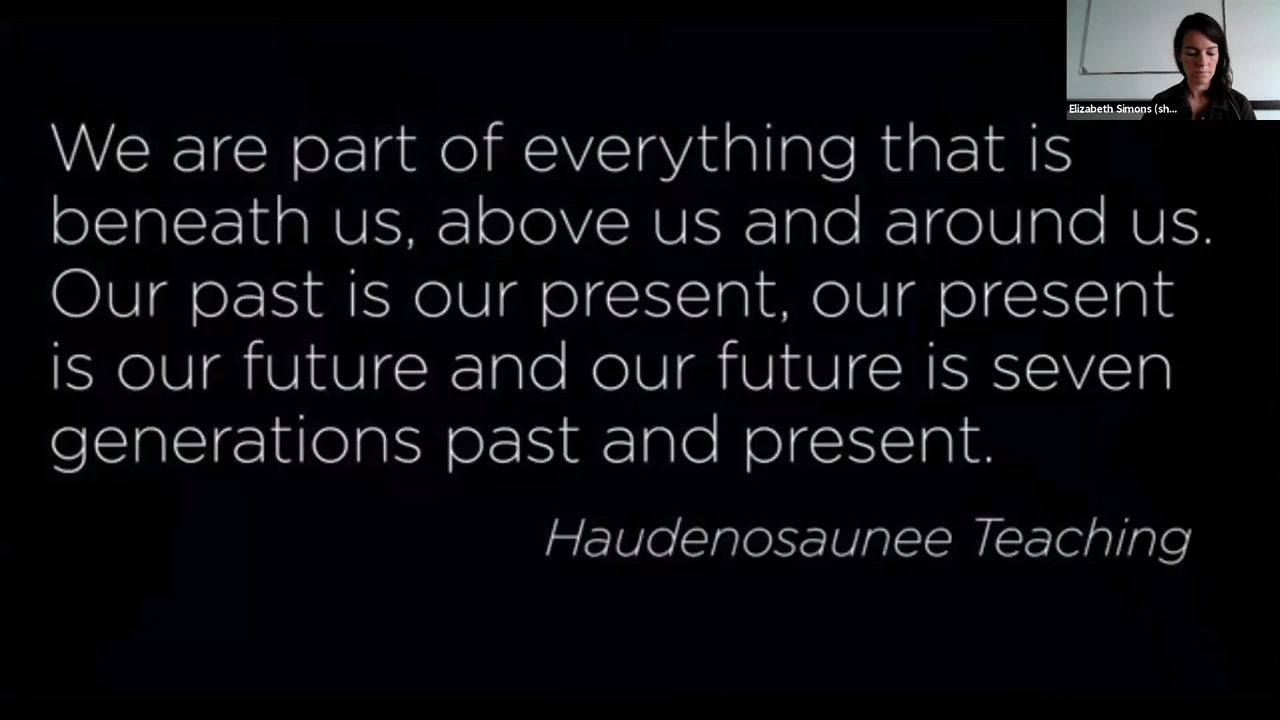 Elizabeth Simons (sh...
We are part of everything that is
beneath us, above us and around us.
Our past is our present, our present
is our future and our future is seven
generations past and present.
Haudenosaunee Teaching